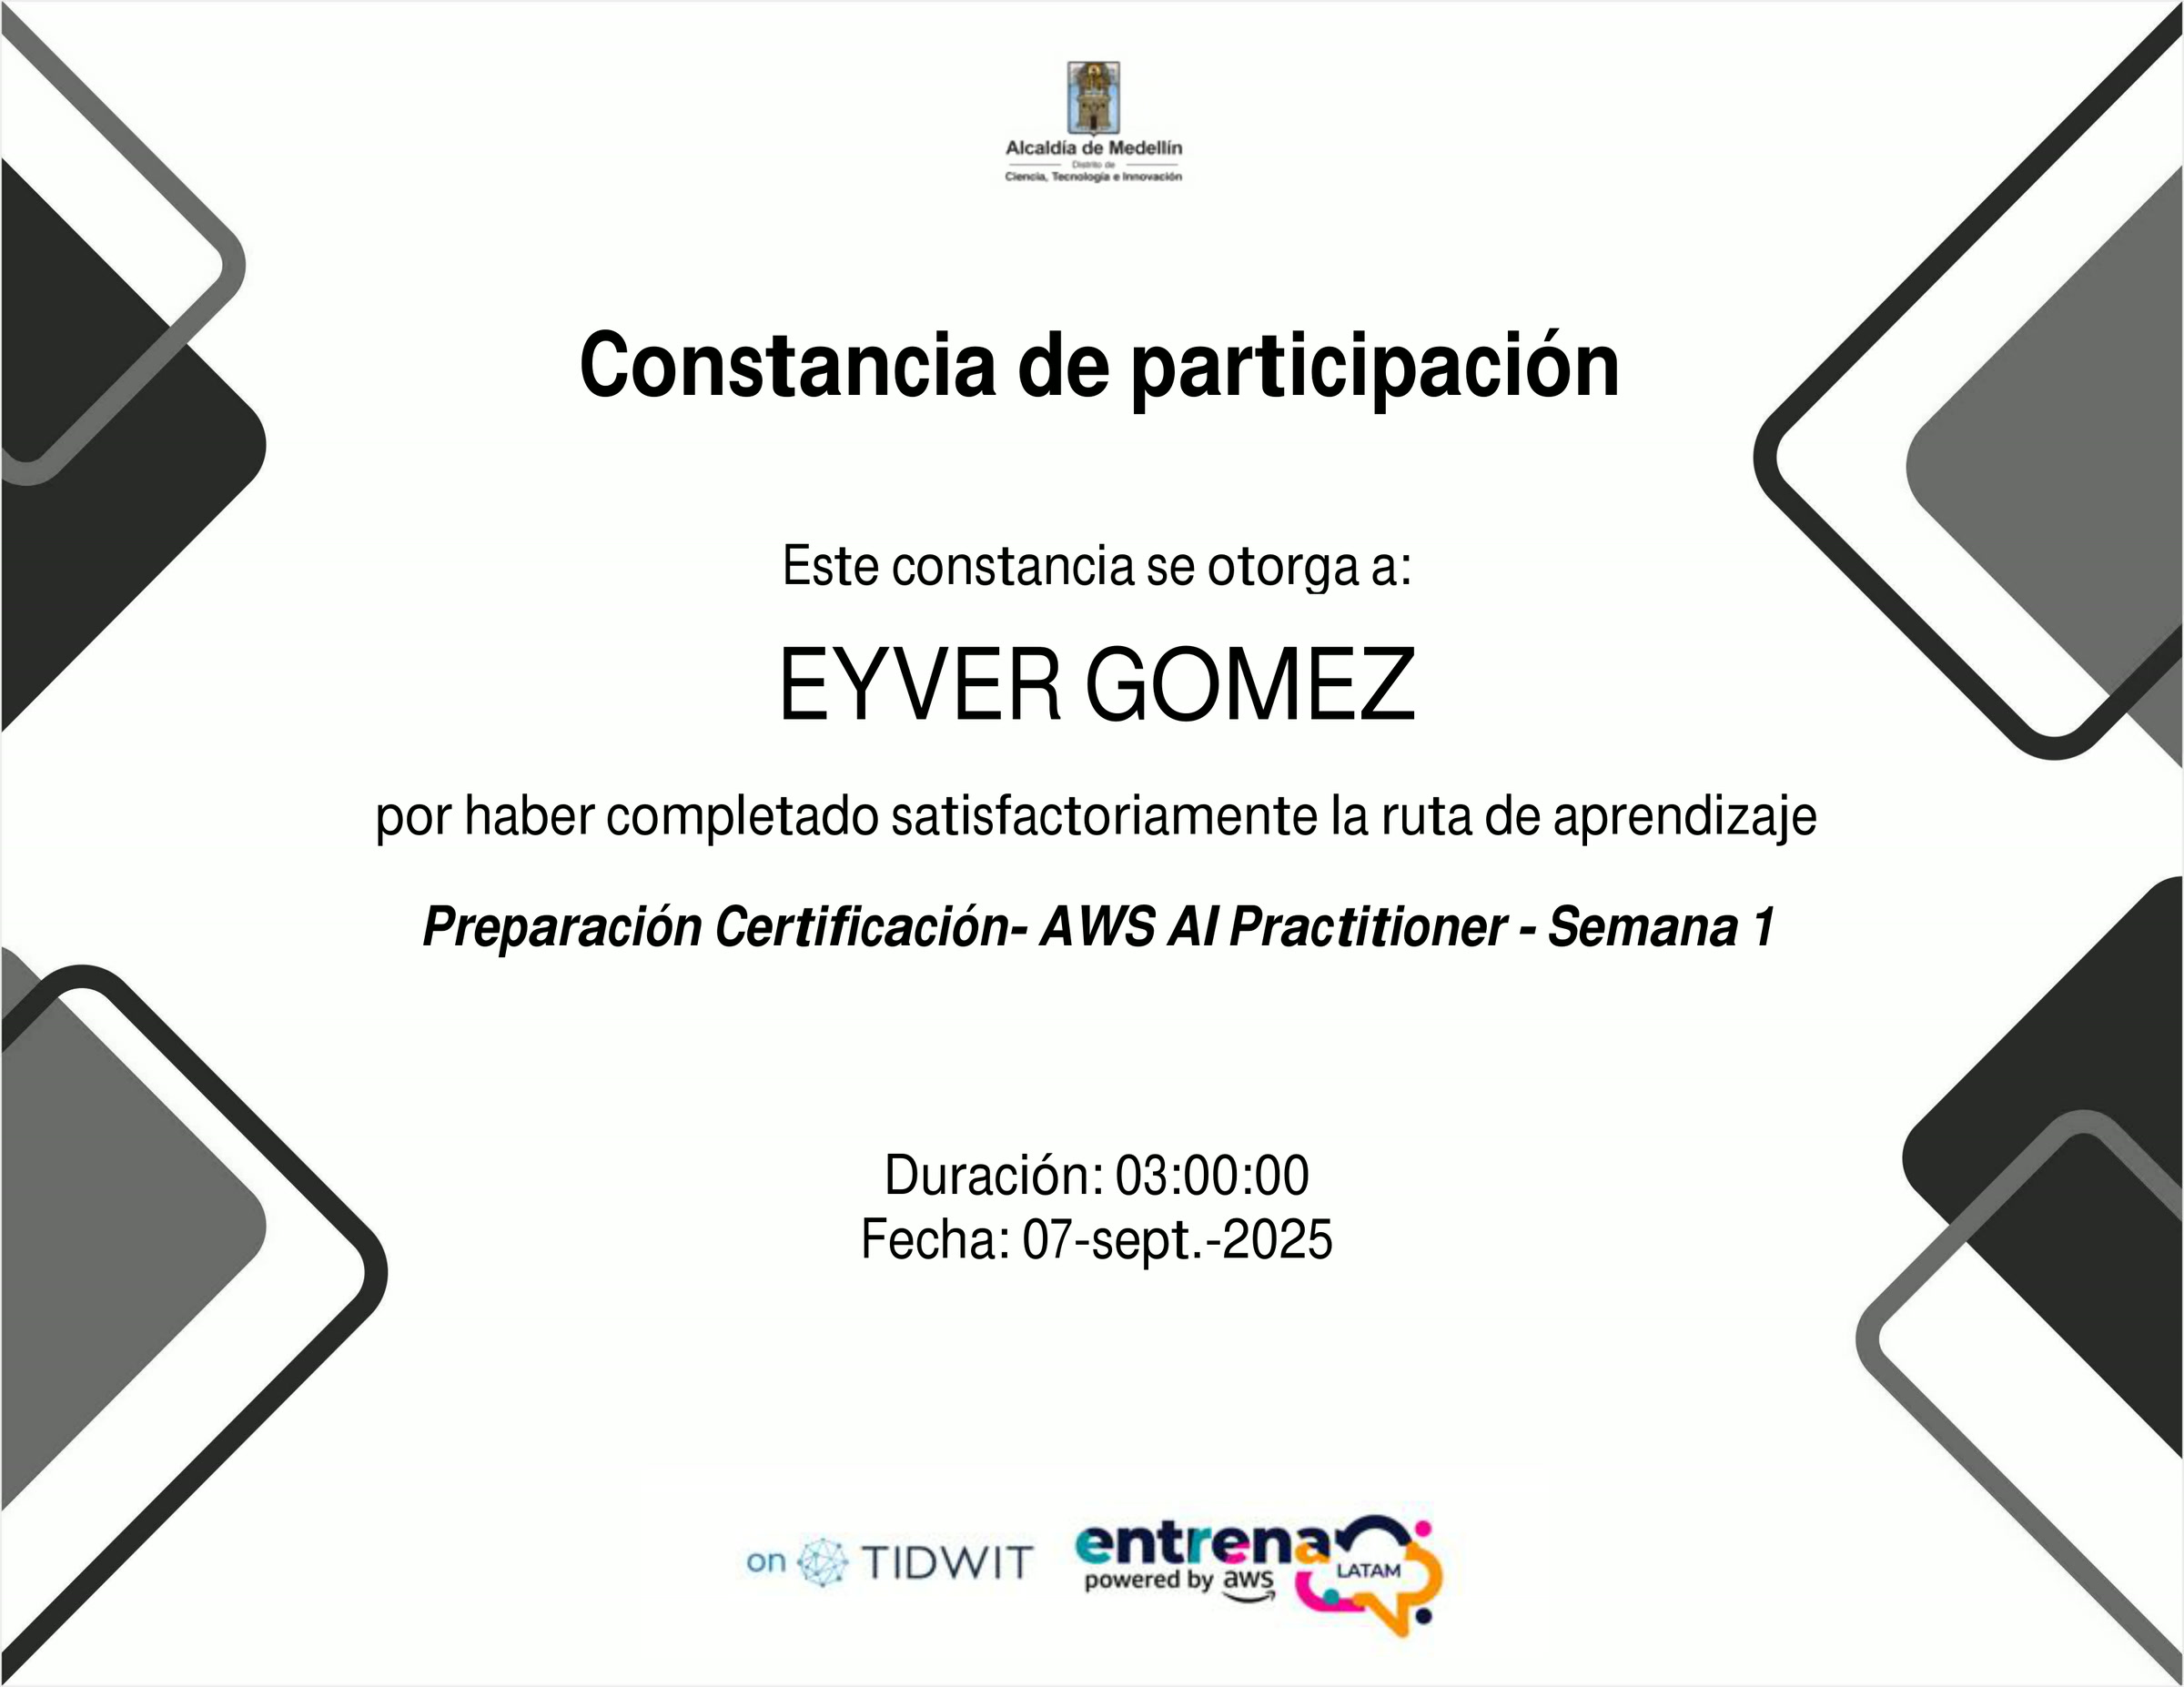 Alcaldía de Medellín
Distrito de
Ciencia, Tecnología e Innovación
Constancia de participación
Este constancia se otorga a:
EYVER GOMEZ
por haber completado satisfactoriamente la ruta de aprendizaje
Preparación Certificación- AWS AI Practitioner - Semana 1
Duración: 03:00:00
Fecha: 07-sept.-2025
on TIDWIT
entrena
powered by aws
LATAM